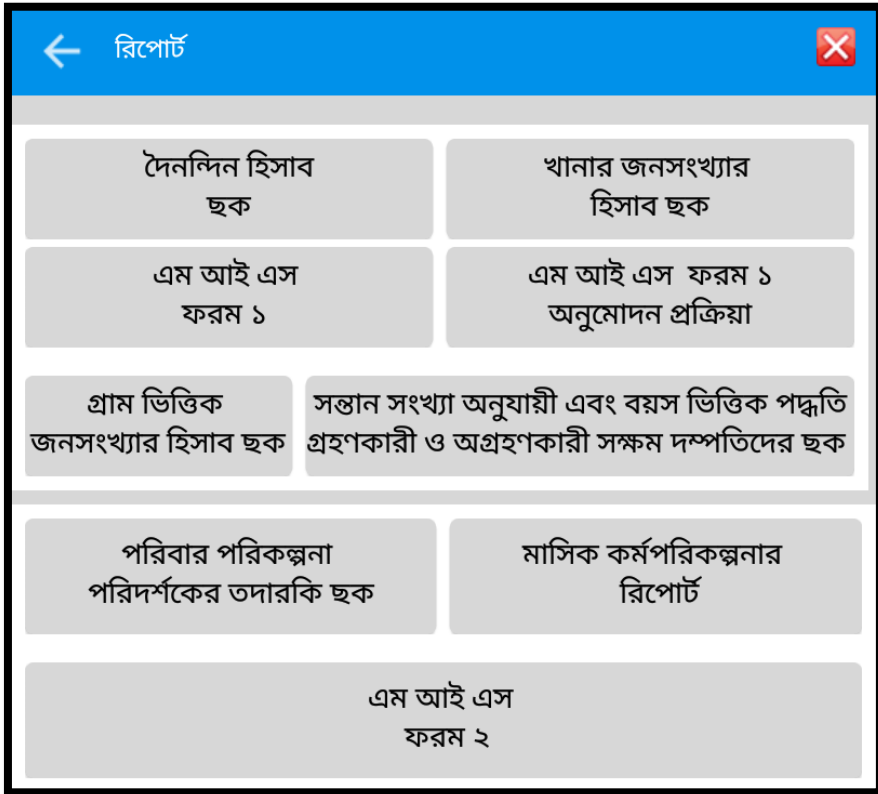 রিপোর্ট
দৈনন্দিন হিসাব
ছক
খানার জনসংখ্যার
হিসাব ছক
এম আই এস
ফরম ১
এম আই এস ফরম ১
অনুমোদন প্রক্রিয়া
গ্রাম ভিত্তিক
জনসংখ্যার হিসাব ছক
সন্তান সংখ্যা অনুযায়ী এবং বয়স ভিত্তিক পদ্ধতি
গ্রহণকারী ও অগ্রহণকারী সক্ষম দম্পতিদের ছক
পরিবার পরিকল্পনা
পরিদর্শকের তদারকি ছক
মাসিক কর্মপরিকল্পনার
রিপোর্ট
এম আই এস
ফরম ২